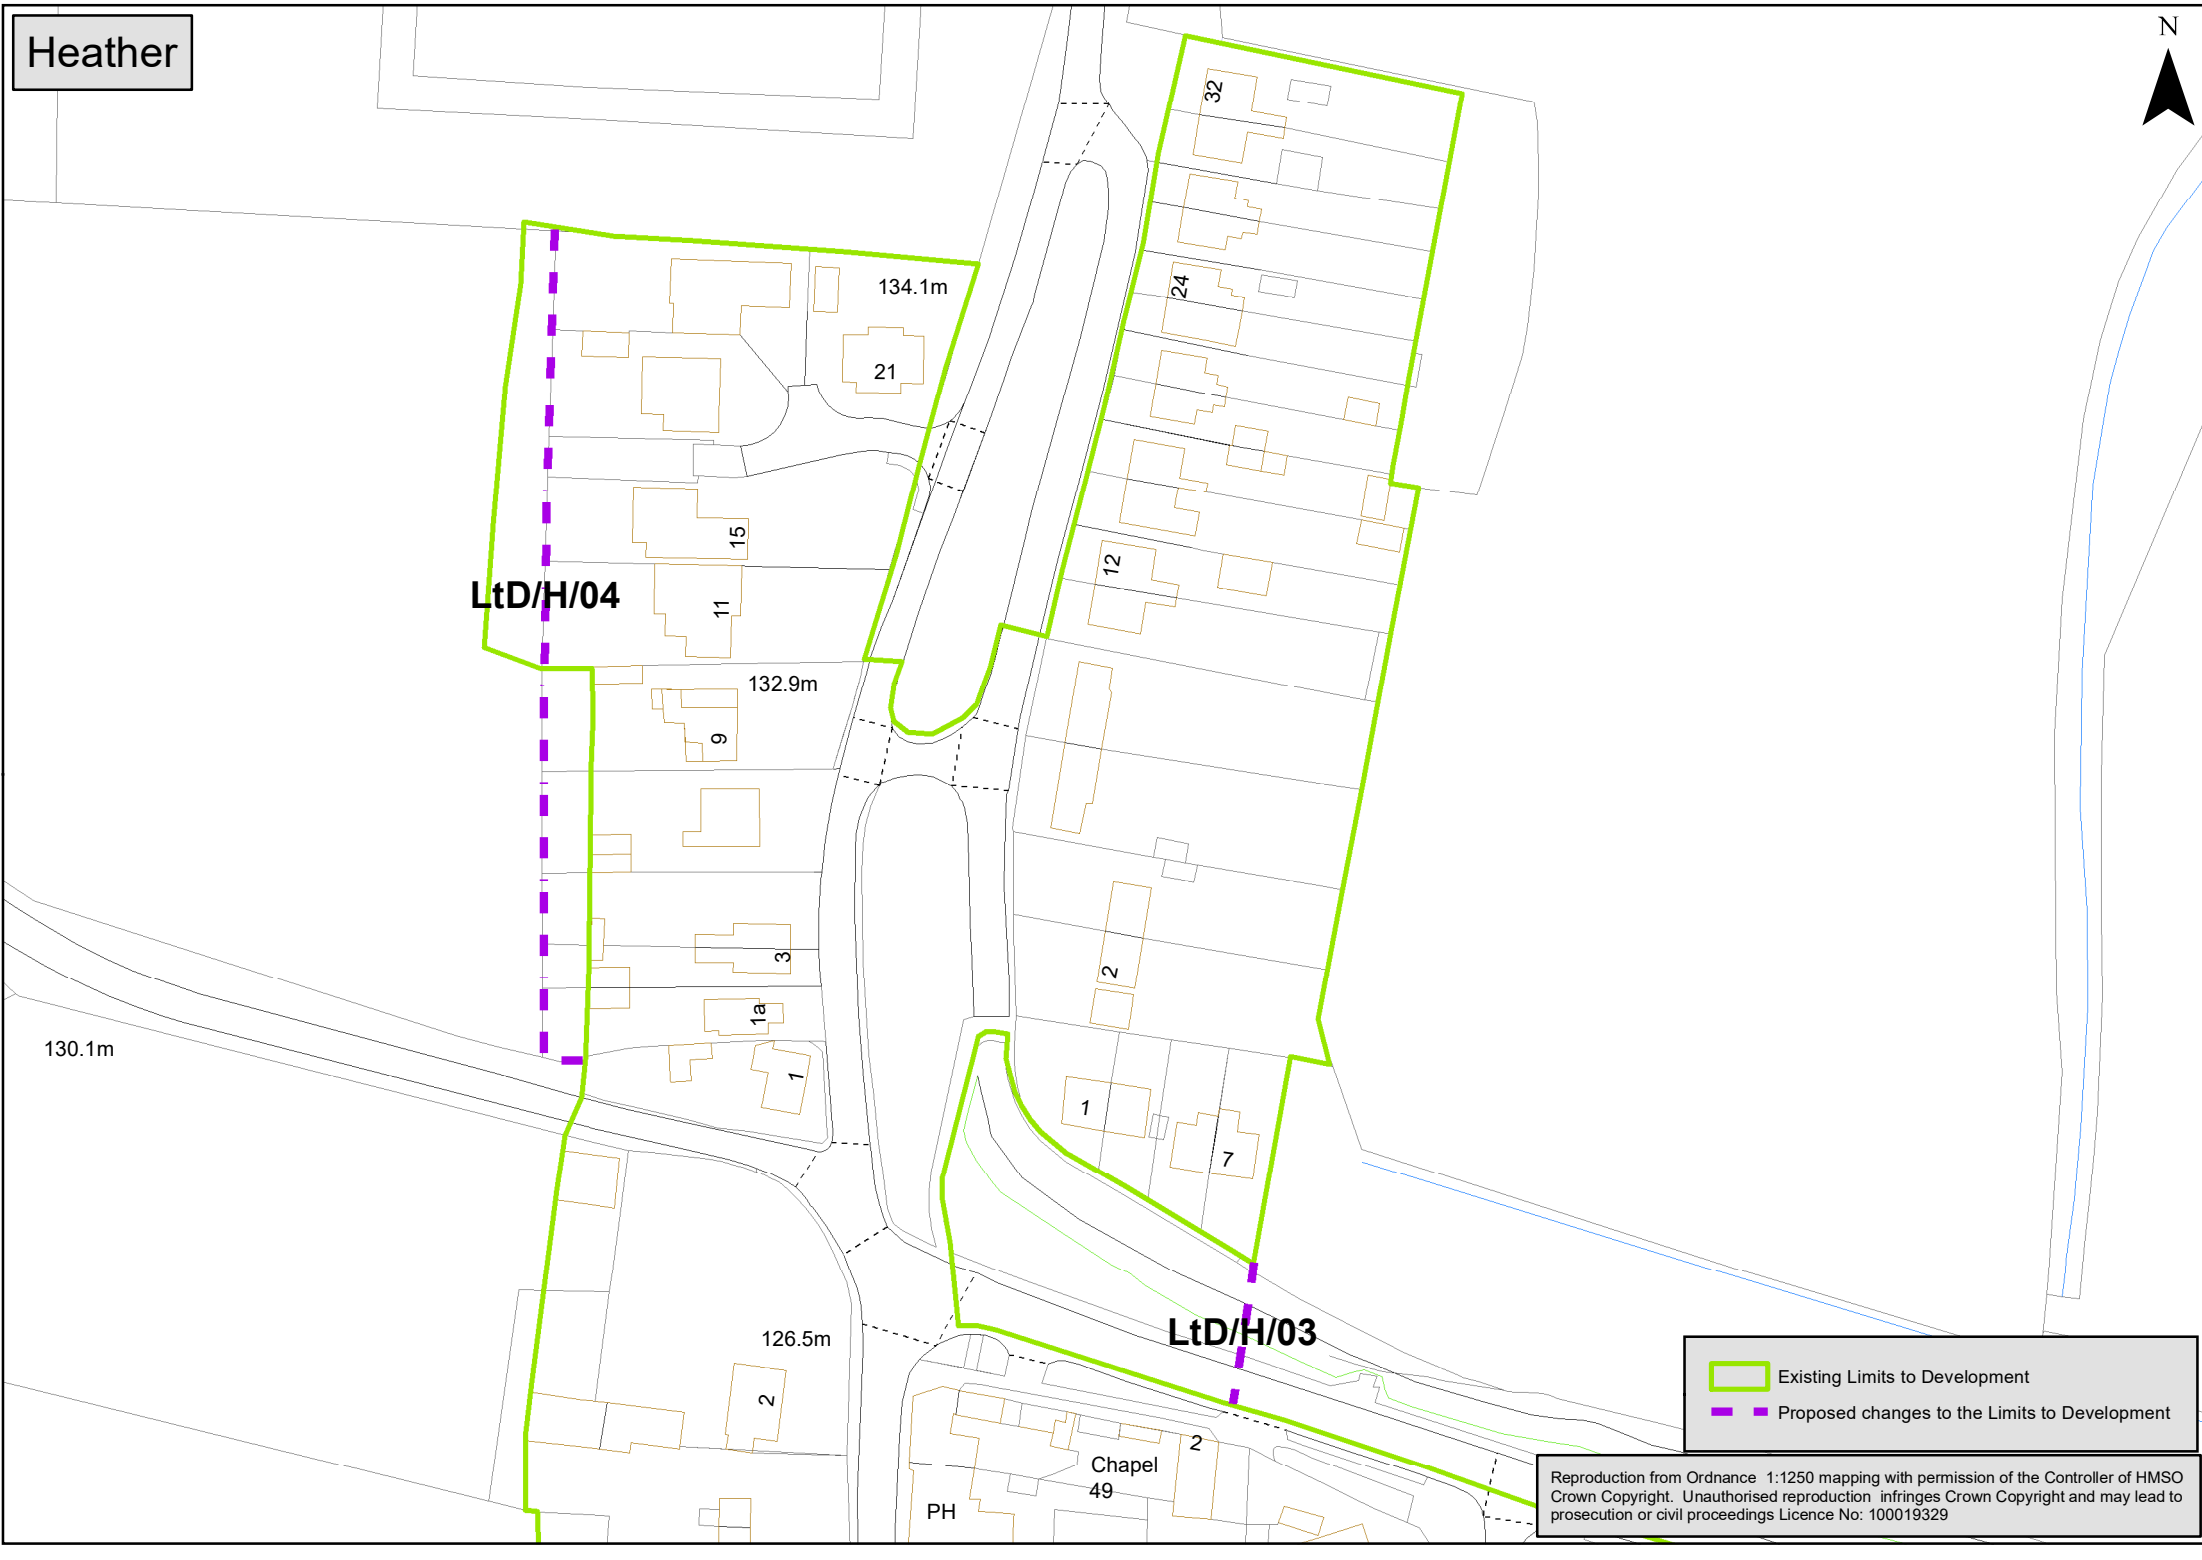 Heather
N
32
134.1m
24
21
15
12
LtD/H/04
11
132.9m
9
3
2
1a
130.1m
1
1
7
LtD/H/03
126.5m
2
2
Chapel
49
PH
Existing Limits to Development
Proposed changes to the Limits to Development
Reproduction from Ordnance 1:1250 mapping with permission of the Controller of HMSO
Crown Copyright. Unauthorised reproduction infringes Crown Copyright and may lead to
prosecution or civil proceedings Licence No: 100019329